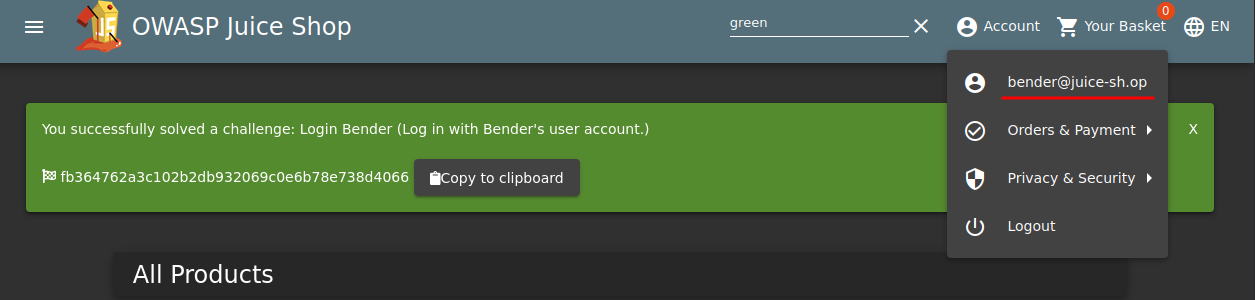 OWASP Juice Shop
green
Account
0
Your Basket
EN
bender@juice-sh.op
Orders & Payment
Privacy & Security
Logout
You successfully solved a challenge: Login Bender (Log in with Bender's user account.)
X
fb364762a3c102b2db932069c0e6b78e738d4066
Copy to clipboard
All Products